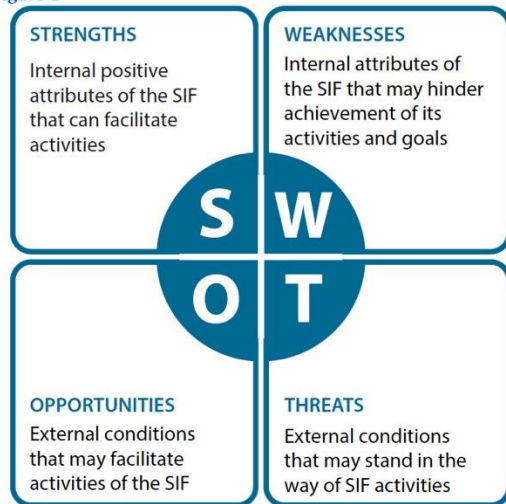 STRENGTHS
Internal positive
attributes of the SIF
that can facilitate
activities
WEAKNESSES
Internal attributes of
the SIF that may hinder
achievement of its
activities and goals
S W
O T
OPPORTUNITIES
External conditions
that may facilitate
activities of the SIF
THREATS
External conditions
that may stand in the
way of SIF activities